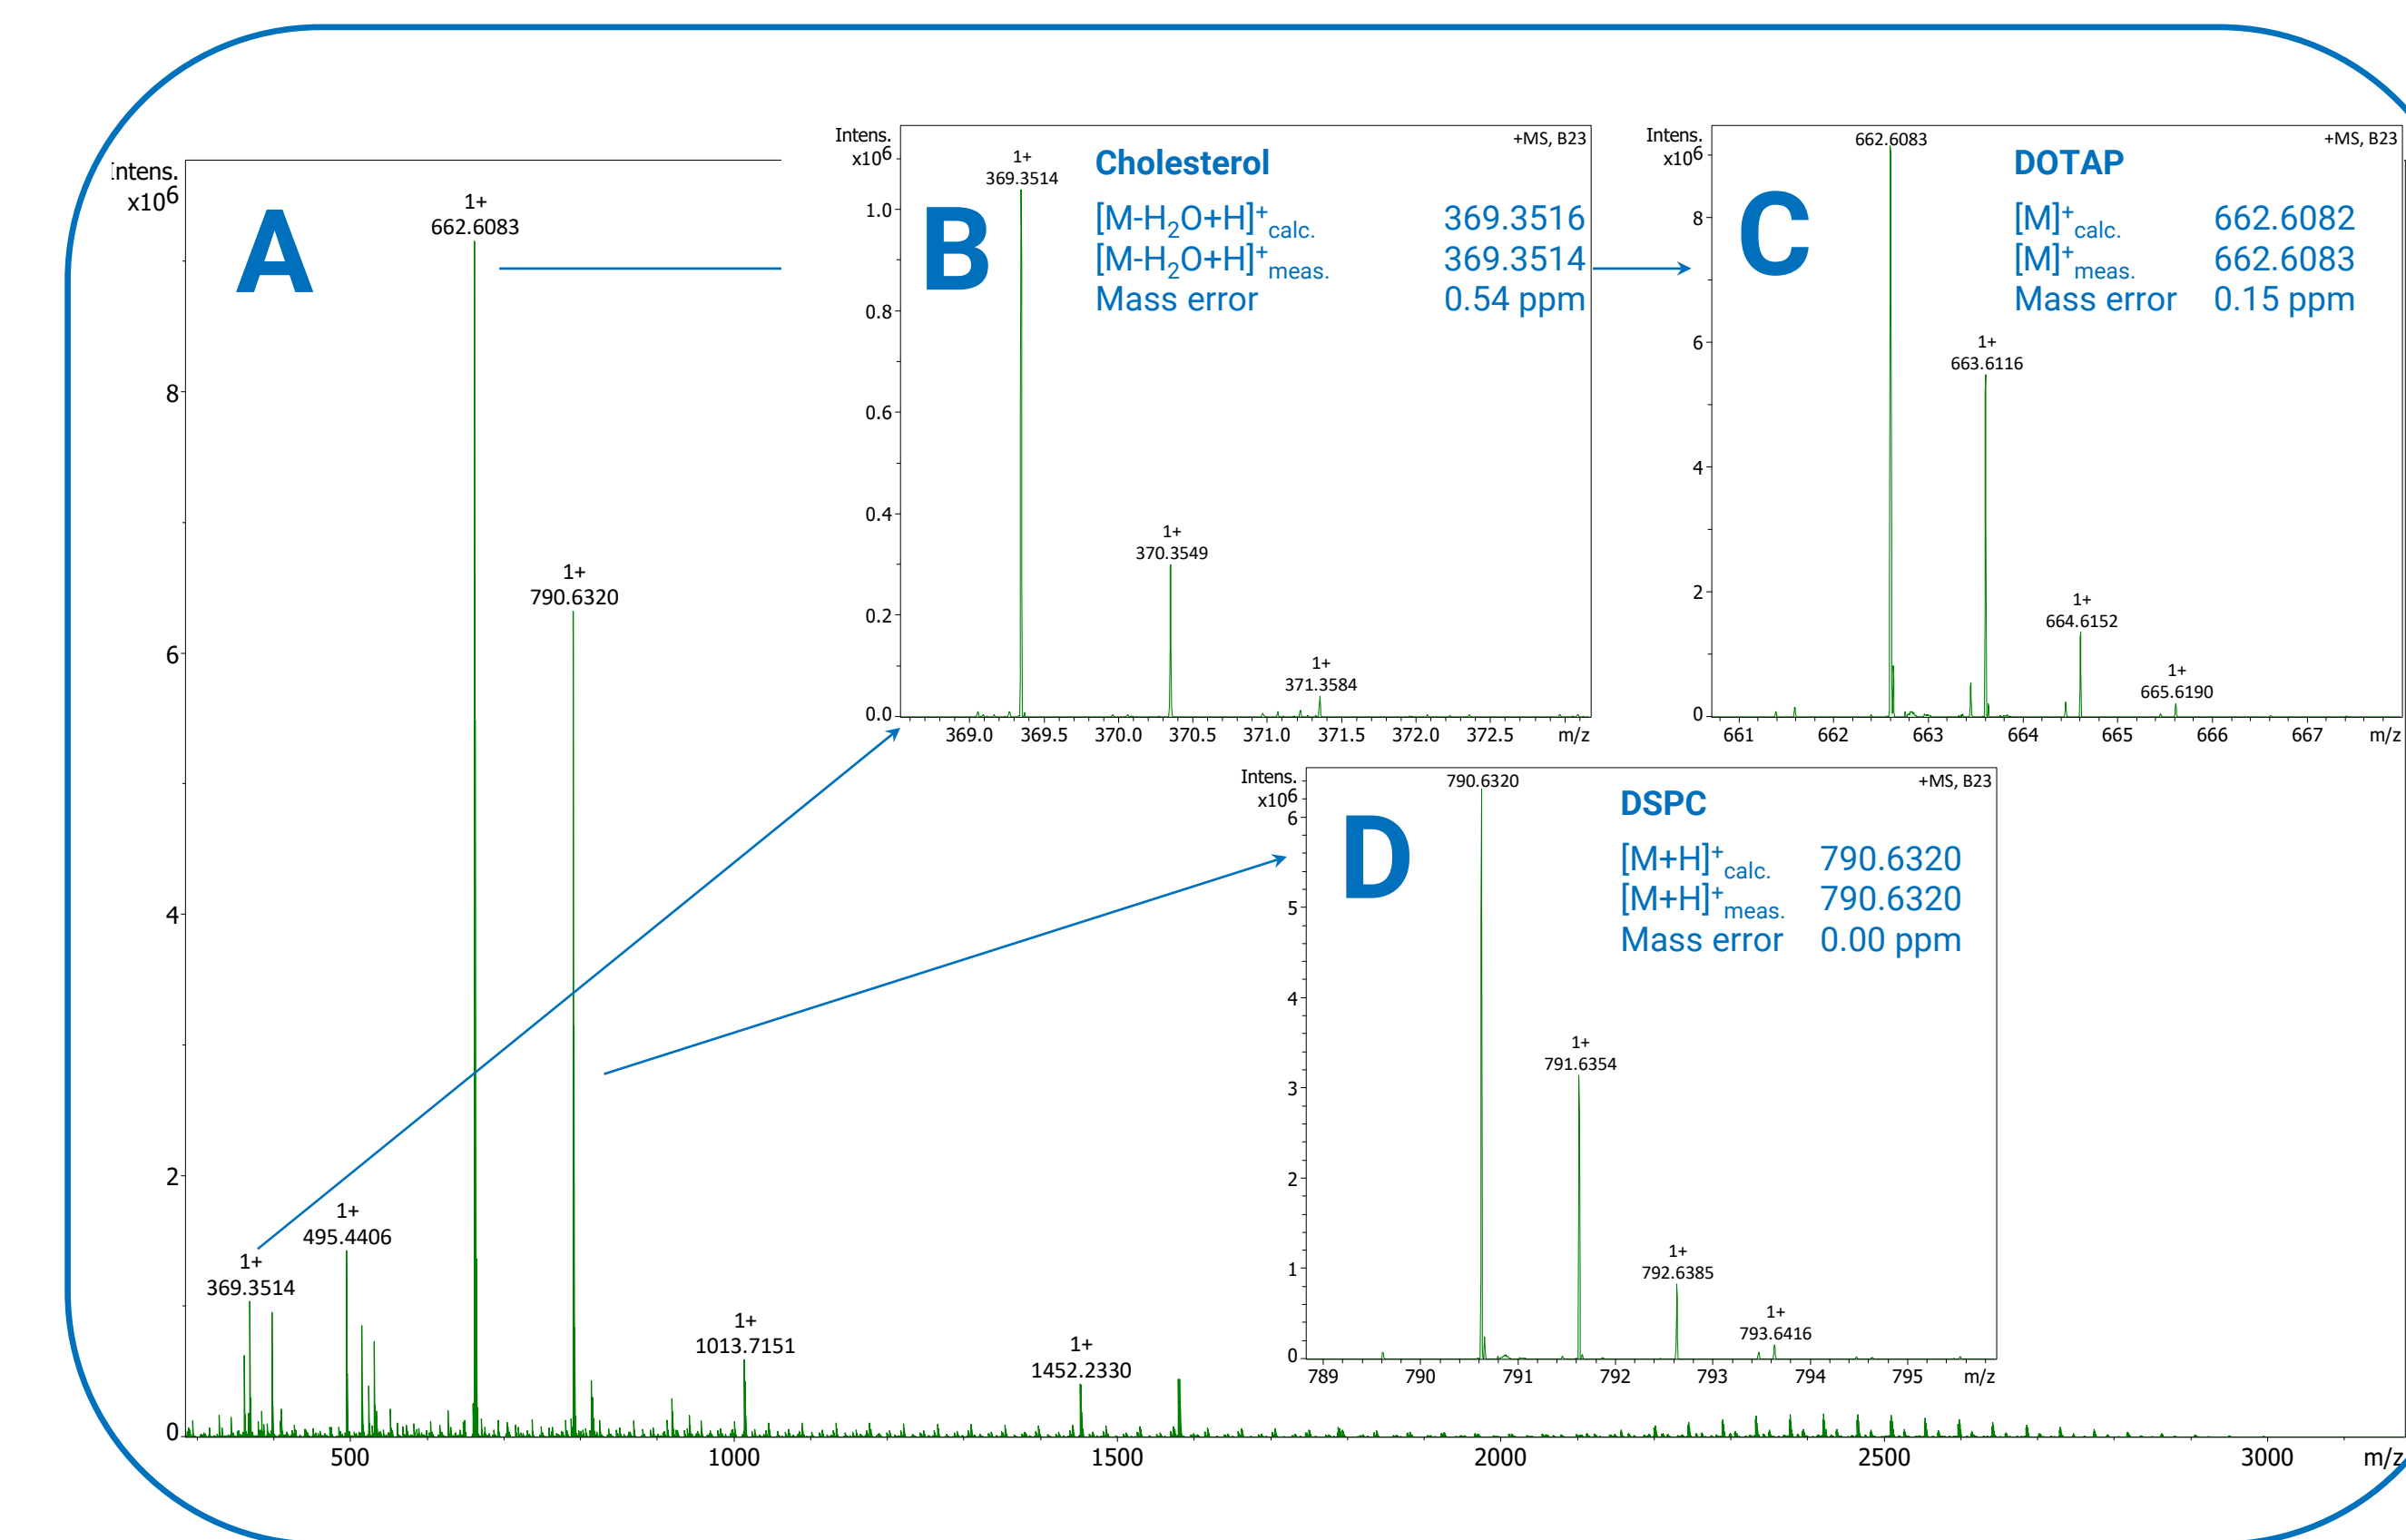 Intens.
x10⁶
A
1+
662.6083
1+
790.6320
1+
495.4406
1+
369.3514
1+
1013.7151
1+
1452.2330
8
6
4
2
0
500 1000 1500 2000 2500 3000 m/z
Intens.
x10⁶
+MS, B23
B
Cholesterol
[M-H₂O+H]⁺calc. 369.3516
[M-H₂O+H]⁺meas. 369.3514
Mass error 0.54 ppm
1+
369.3514
1+
370.3549
1+
371.3584
1.0
0.8
0.6
0.4
0.2
0.0
369.0 369.5 370.0 370.5 371.0 371.5 372.0 372.5 m/z
Intens.
x10⁶
+MS, B23
C
DOTAP
[M]⁺calc. 662.6082
[M]⁺meas. 662.6083
Mass error 0.15 ppm
662.6083
1+
663.6116
1+
664.6152
1+
665.6190
8
6
4
2
0
661 662 663 664 665 666 667 m/z
Intens.
x10⁶
+MS, B23
D
DSPC
[M+H]⁺calc. 790.6320
[M+H]⁺meas. 790.6320
Mass error 0.00 ppm
790.6320
1+
791.6354
1+
792.6385
1+
793.6416
6
5
4
3
2
1
0
789 790 791 792 793 794 795 m/z